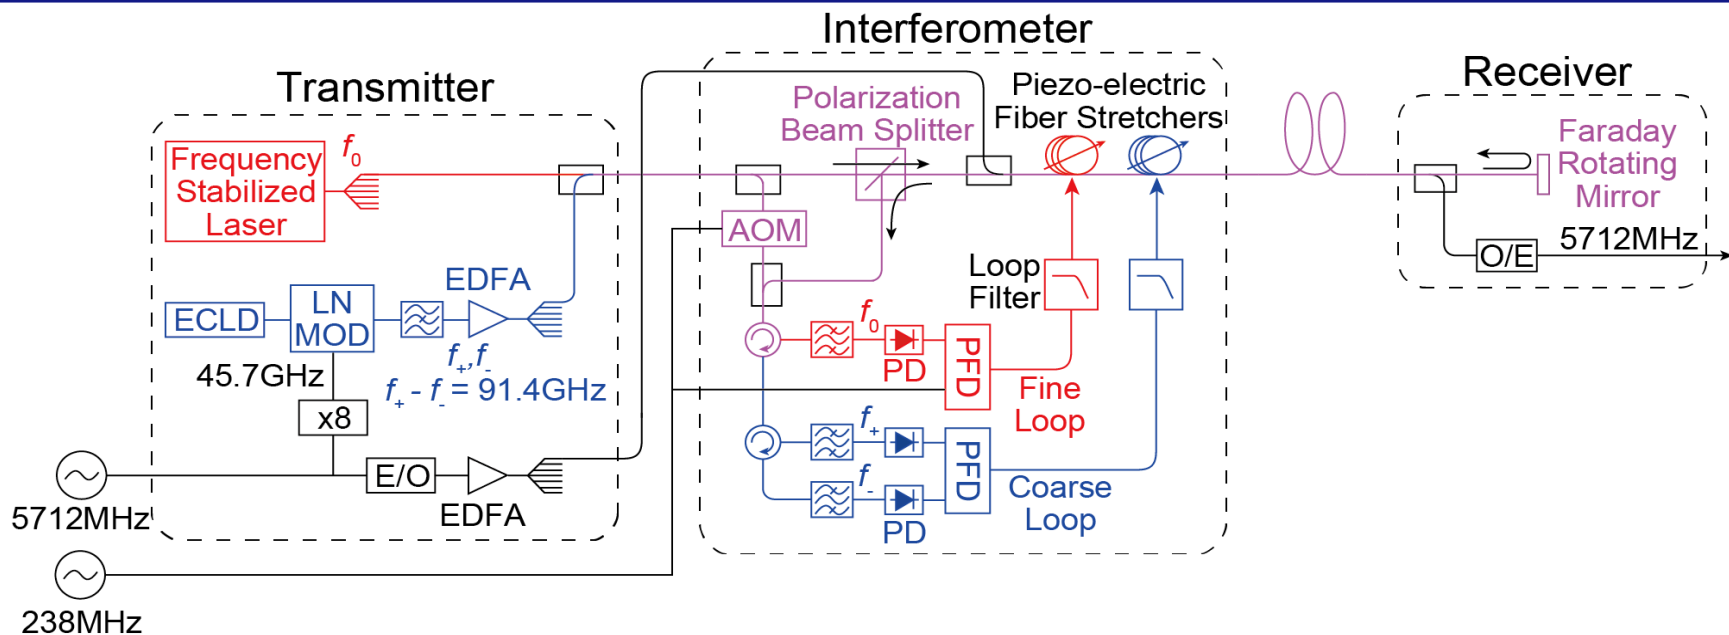 Interferometer
Transmitter
Receiver
Polarization
Beam Splitter
Piezo-electric
Fiber Stretchers
Frequency
Stabilized
Laser
f0
AOM
Faraday
Rotating
Mirror
5712MHz
O/E
ECLD
LN
MOD
EDFA
f+,f-
f+ - f- = 91.4GHz
45.7GHz
x8
E/O
EDFA
5712MHz
238MHz
Loop
Filter
f0
PD
PFD
Fine
Loop
f+
f-
PD
PFD
Coarse
Loop